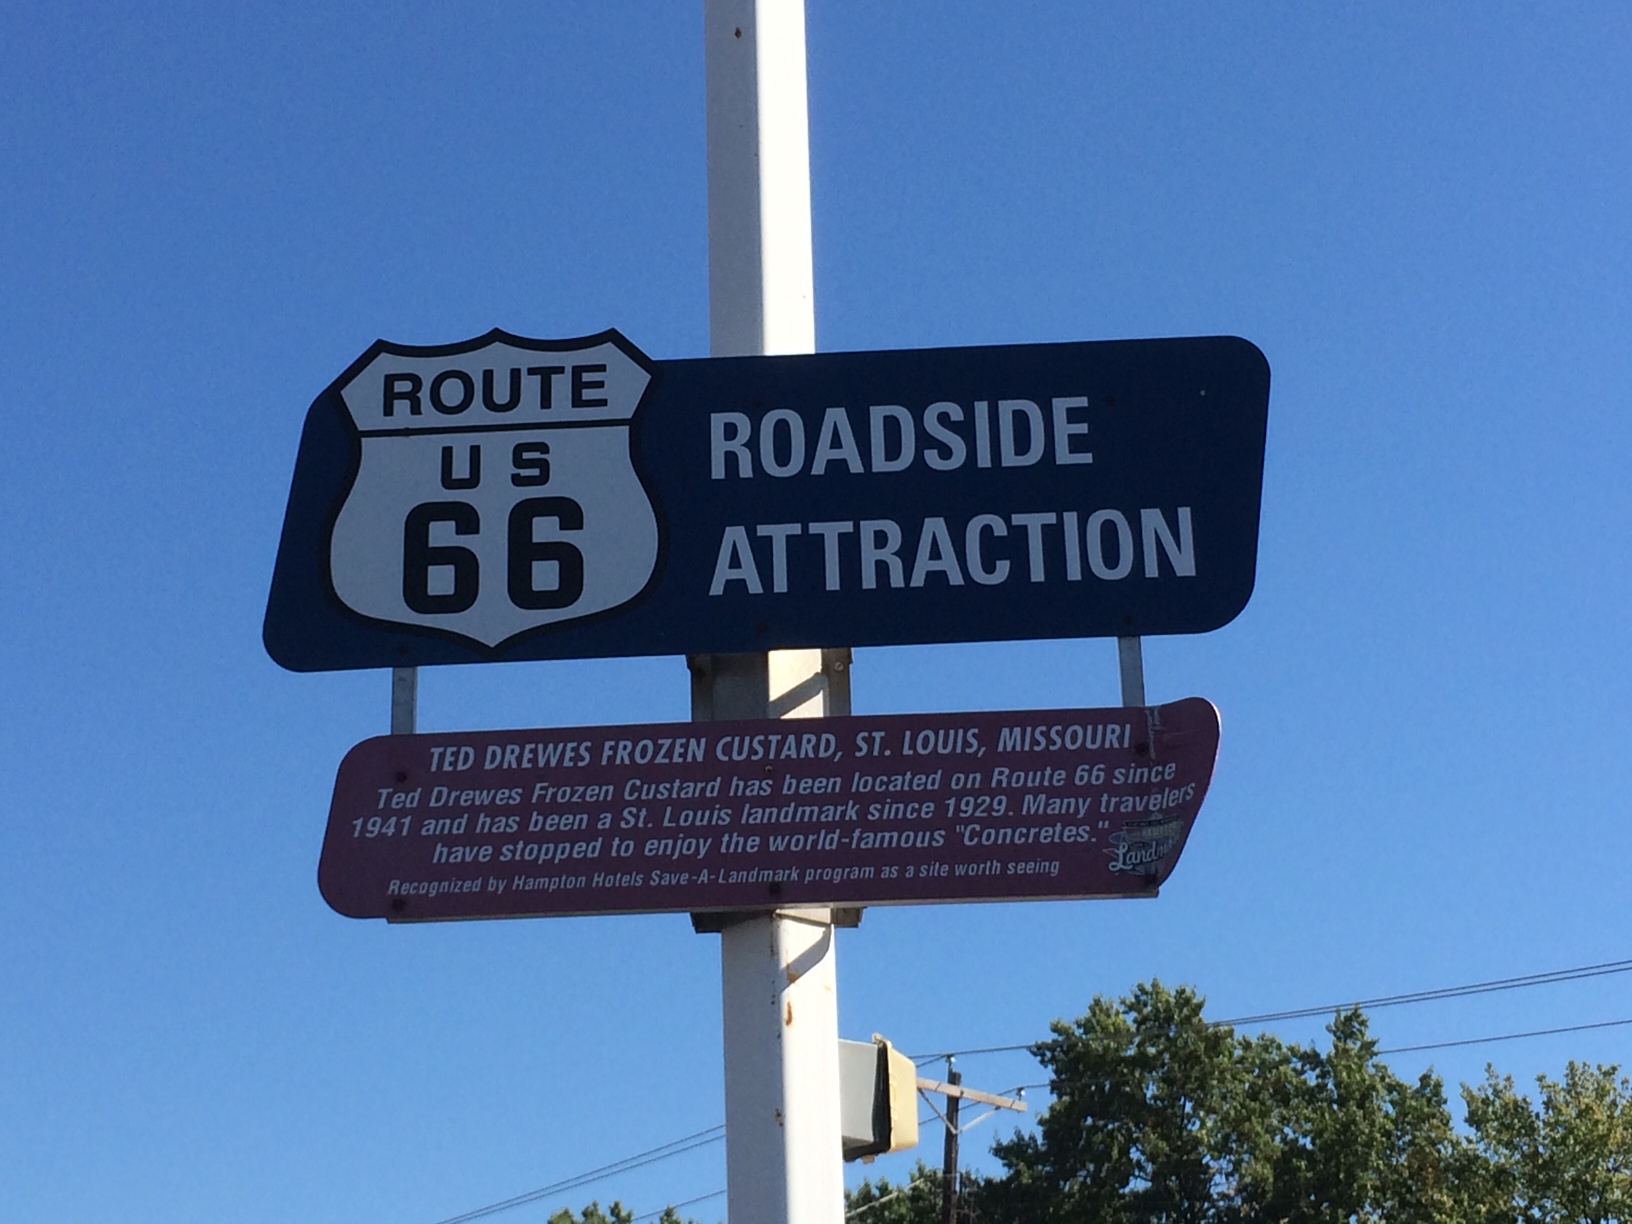 ROUTE
US
66
ROADSIDE
ATTRACTION
TED DREWES FROZEN CUSTARD, ST. LOUIS, MISSOURI
Ted Drewes Frozen Custard has been located on Route 66 since
1941 and has been a St. Louis landmark since 1929. Many travelers
have stopped to enjoy the world-famous "Concretes."
Recognized by Hampton Hotels Save-A-Landmark program as a site worth seeing